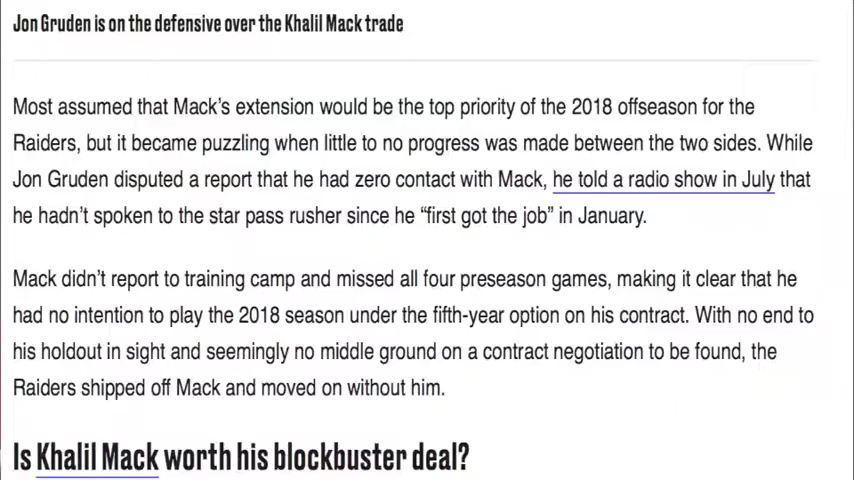 Jon Gruden is on the defensive over the Khalil Mack trade
Most assumed that Mack's extension would be the top priority of the 2018 offseason for the
Raiders, but it became puzzling when little to no progress was made between the two sides. While
Jon Gruden disputed a report that he had zero contact with Mack, he told a radio show in July that
he hadn't spoken to the star pass rusher since he “first got the job” in January.
Mack didn't report to training camp and missed all four preseason games, making it clear that he
had no intention to play the 2018 season under the fifth-year option on his contract. With no end to
his holdout in sight and seemingly no middle ground on a contract negotiation to be found, the
Raiders shipped off Mack and moved on without him.
Is Khalil Mack worth his blockbuster deal?